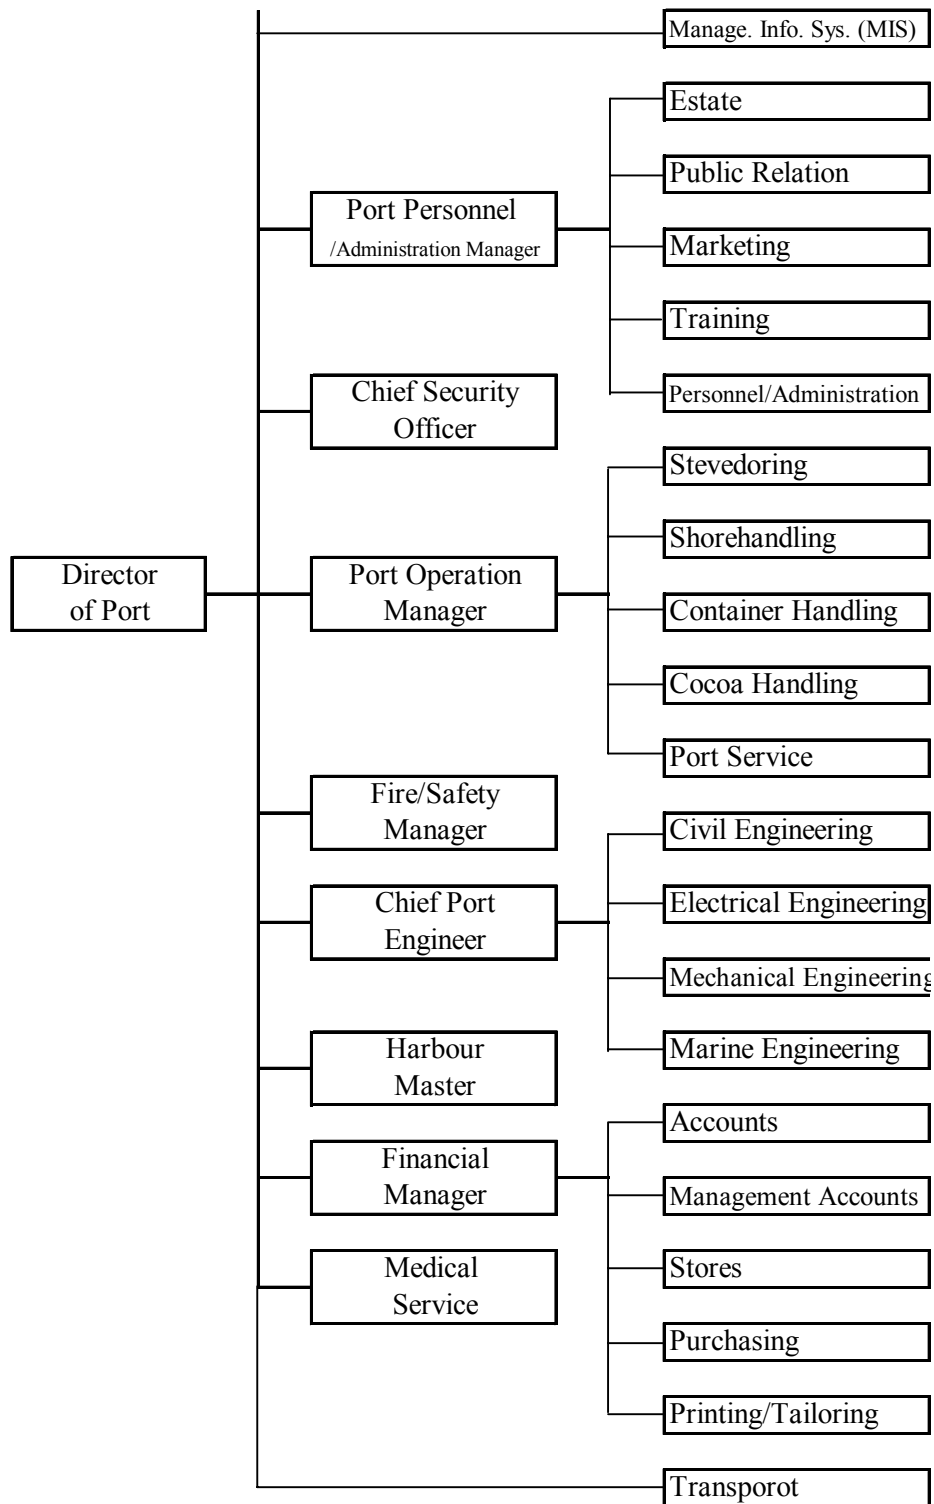 Manage. Info. Sys. (MIS)
Estate
Public Relation
Port Personnel
/Administration Manager
Marketing
Training
Chief Security
Officer
Personnel/Administration
Stevedoring
Shorehandling
Director
of Port
Port Operation
Manager
Container Handling
Cocoa Handling
Port Service
Fire/Safety
Manager
Civil Engineering
Chief Port
Engineer
Electrical Engineering
Mechanical Engineering
Harbour
Master
Marine Engineering
Accounts
Financial
Manager
Management Accounts
Medical
Service
Stores
Purchasing
Printing/Tailoring
Transporot